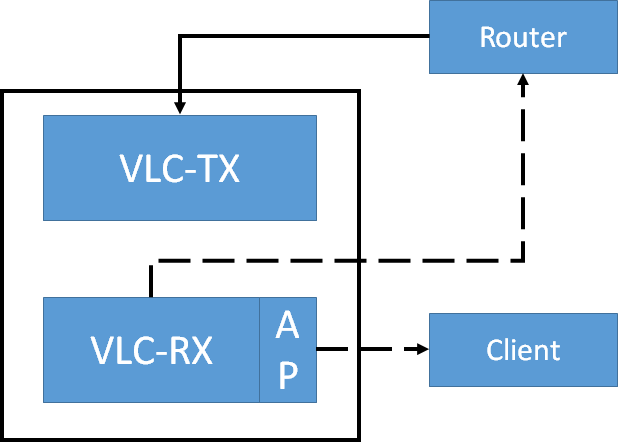 Router
VLC-TX
VLC-RX
A
P
Client